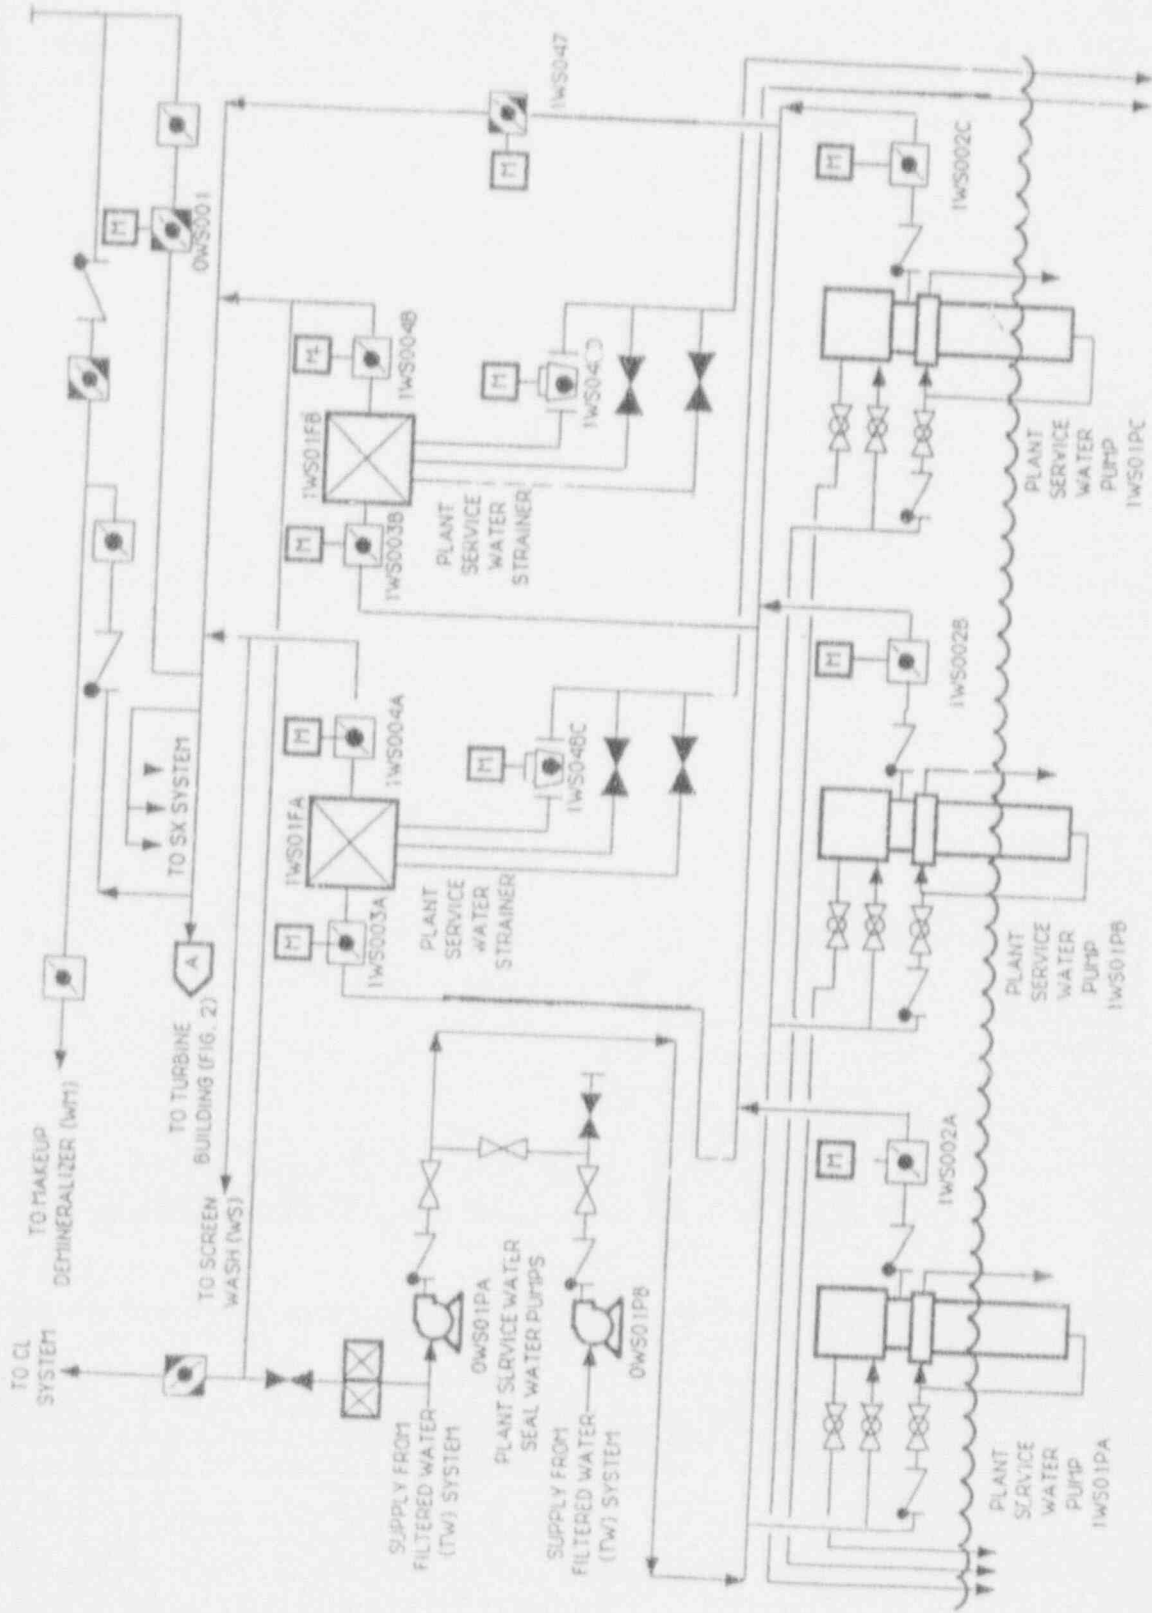 TO CL
SYSTEM
TO MAKEUP
DEMINERALIZER (WM)
TO TURBINE
BUILDING (FIG. 2)
TO SCREEN
WASH (WS)
A
TO SX SYSTEM
M
0WS001
M
1WS047
1WS01FA
M
1WS003A
M
1WS004A
PLANT
SERVICE
WATER
STRAINER
M
1WS01FB
M
1WS003B
M
1WS004B
PLANT
SERVICE
WATER
STRAINER
M
SUPPLY FROM
FILTERED WATER
(TW) SYSTEM
0WS01PA
PLANT SERVICE WATER
SEAL WATER PUMPS
SUPPLY FROM
FILTERED WATER
(TW) SYSTEM
0WS01PB
M
1WS002A
M
1WS002B
M
1WS002C
PLANT
SERVICE
WATER
PUMP
1WS01PA
PLANT
SERVICE
WATER
PUMP
1WS01PB
PLANT
SERVICE
WATER
PUMP
1WS01PC